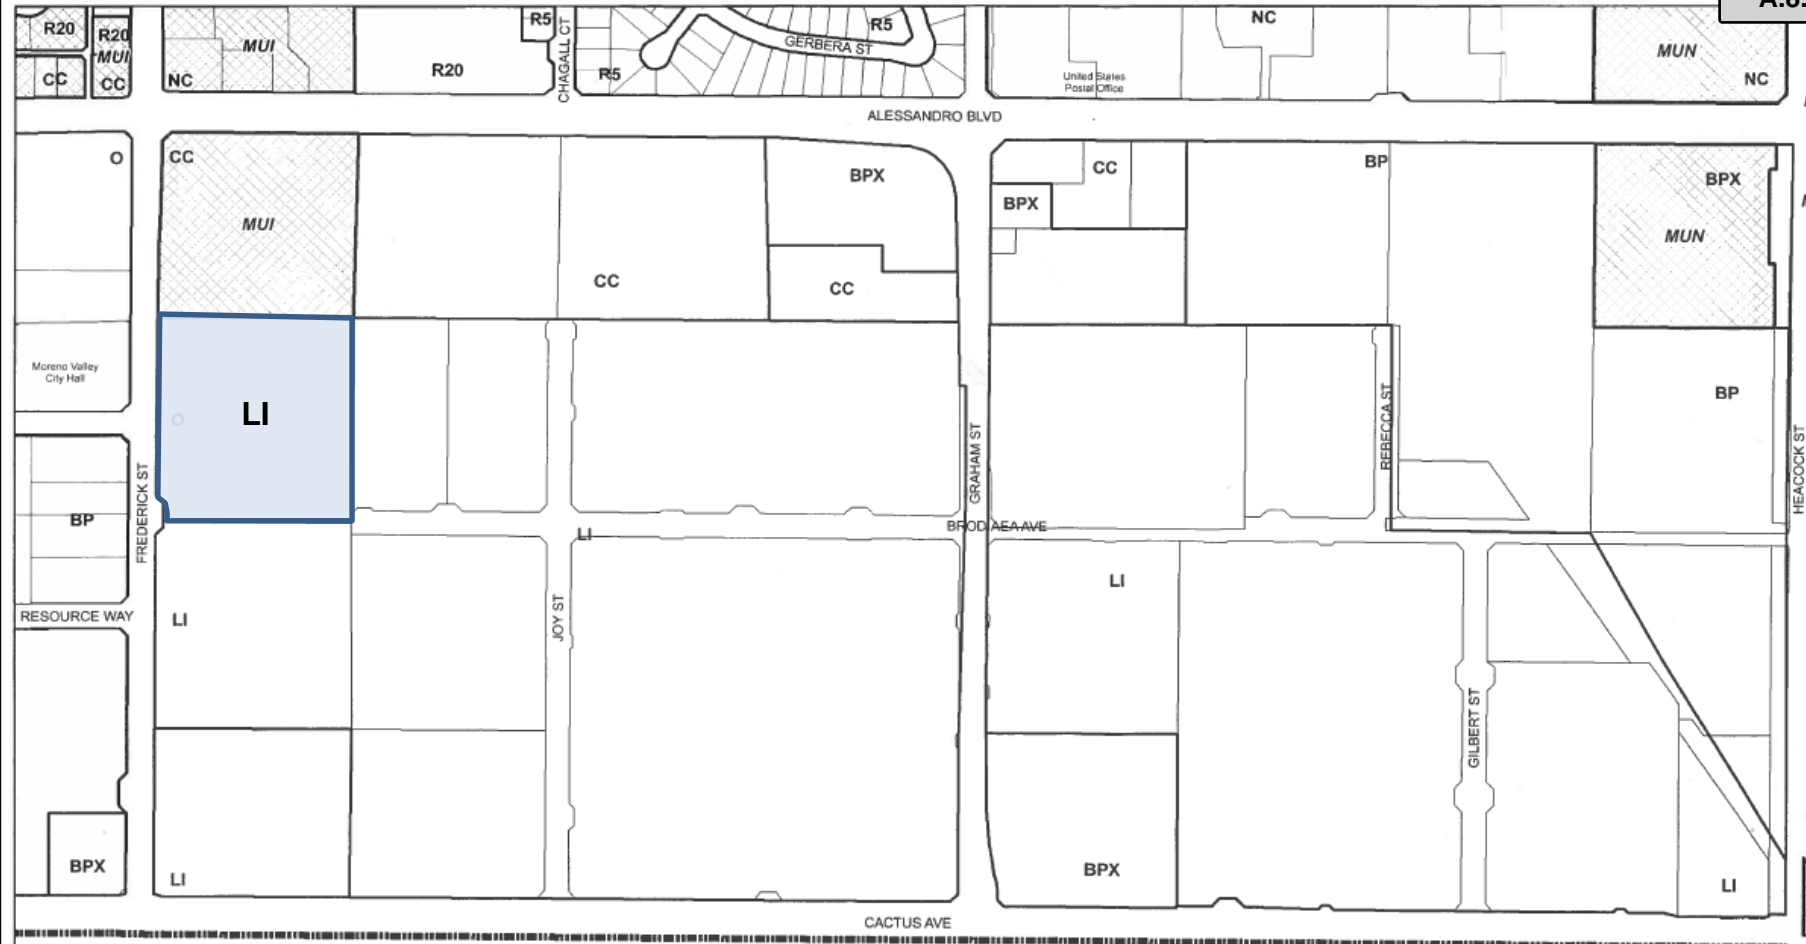 A.8.
R20
R20
MUI
CC
CC
MUI
NC
R20
R5
CHAGALL CT
R5
R5
GERBERA ST
NC
United States
Postal Office
MUN
NC
ALESSANDRO BLVD
O
CC
MUI
CC
BPX
CC
CC
BPX
BP
BPX
MUN
Moreno Valley
City Hall
O
LI
BP
FREDERICK ST
GRAHAM ST
REBECCA ST
BP
HEACOCK ST
BRODIAEA AVE
LI
RESOURCE WAY
LI
JOY ST
LI
GILBERT ST
BPX
LI
BPX
LI
CACTUS AVE